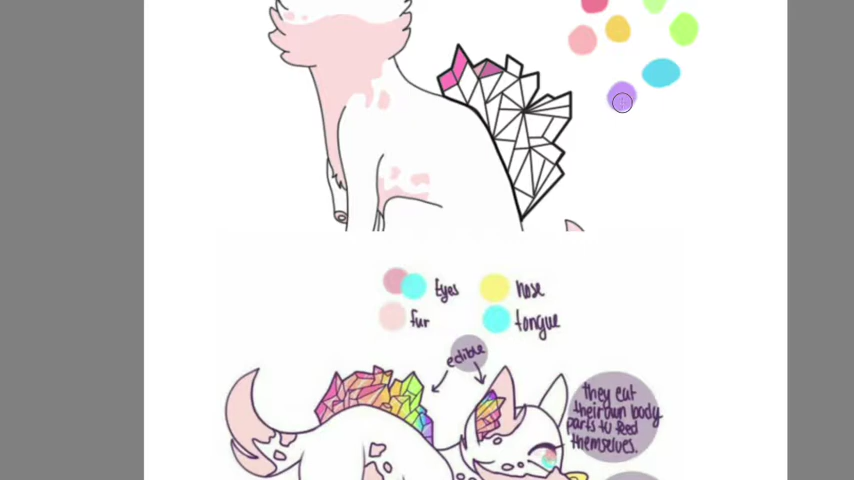 Eyes
nose
fur
tongue
edible
they eat
their own body
parts to feed
themselves.